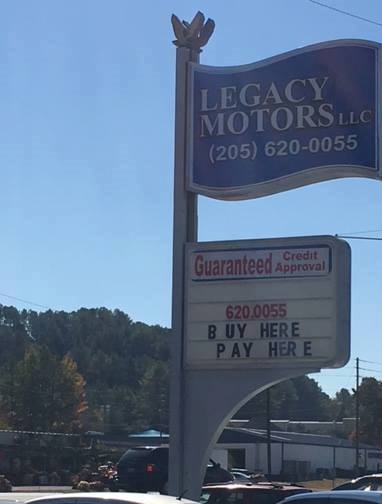 LEGACY
MOTORS LLC
(205) 620-0055
Guaranteed Credit Approval
620.0055
BUY HERE
PAY HERE